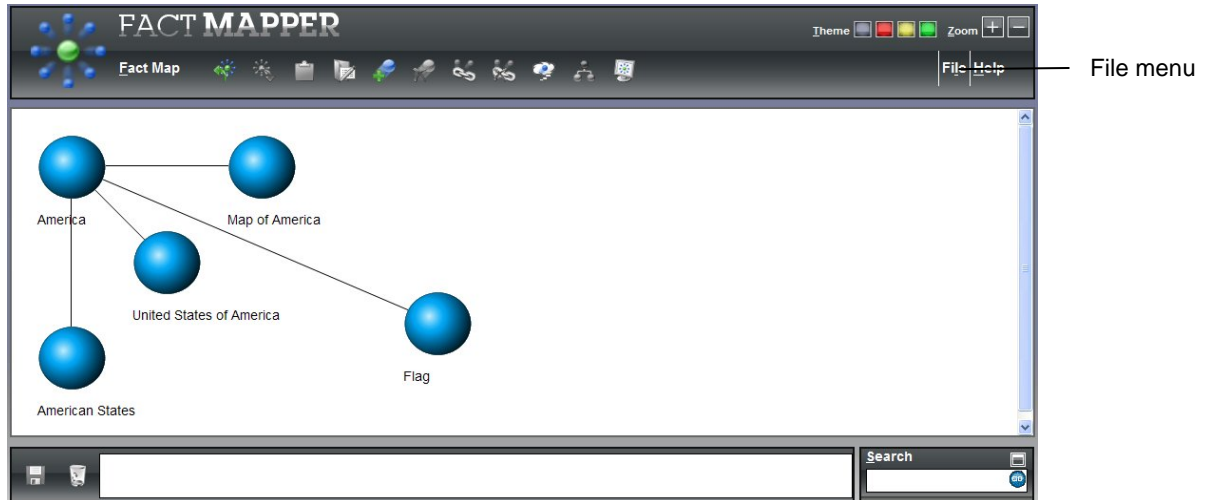 FACT MAPPER
Theme Zoom
Fact Map
File Help
File menu
America
Map of America
United States of America
Flag
American States
Search
GO